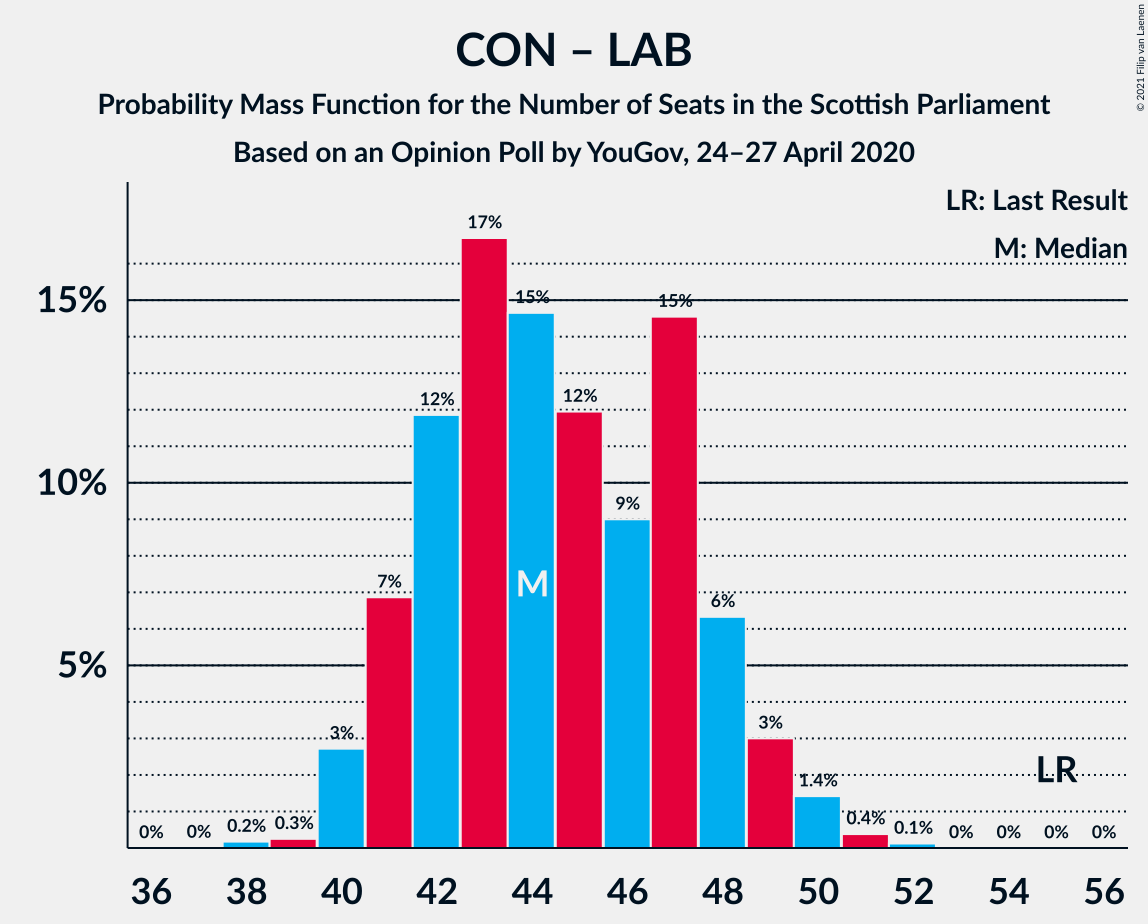 CON – LAB
Probability Mass Function for the Number of Seats in the Scottish Parliament
Based on an Opinion Poll by YouGov, 24–27 April 2020
© 2021 Filip van Laenen
LR: Last Result
M: Median
15%
10%
5%
0% 0% 0.2% 0.3% 3% 7% 12% 17% 15% 12% 9% 15% 6% 3% 1.4% 0.4% 0.1% 0% 0% 0% 0%
M
LR
36 38 40 42 44 46 48 50 52 54 56